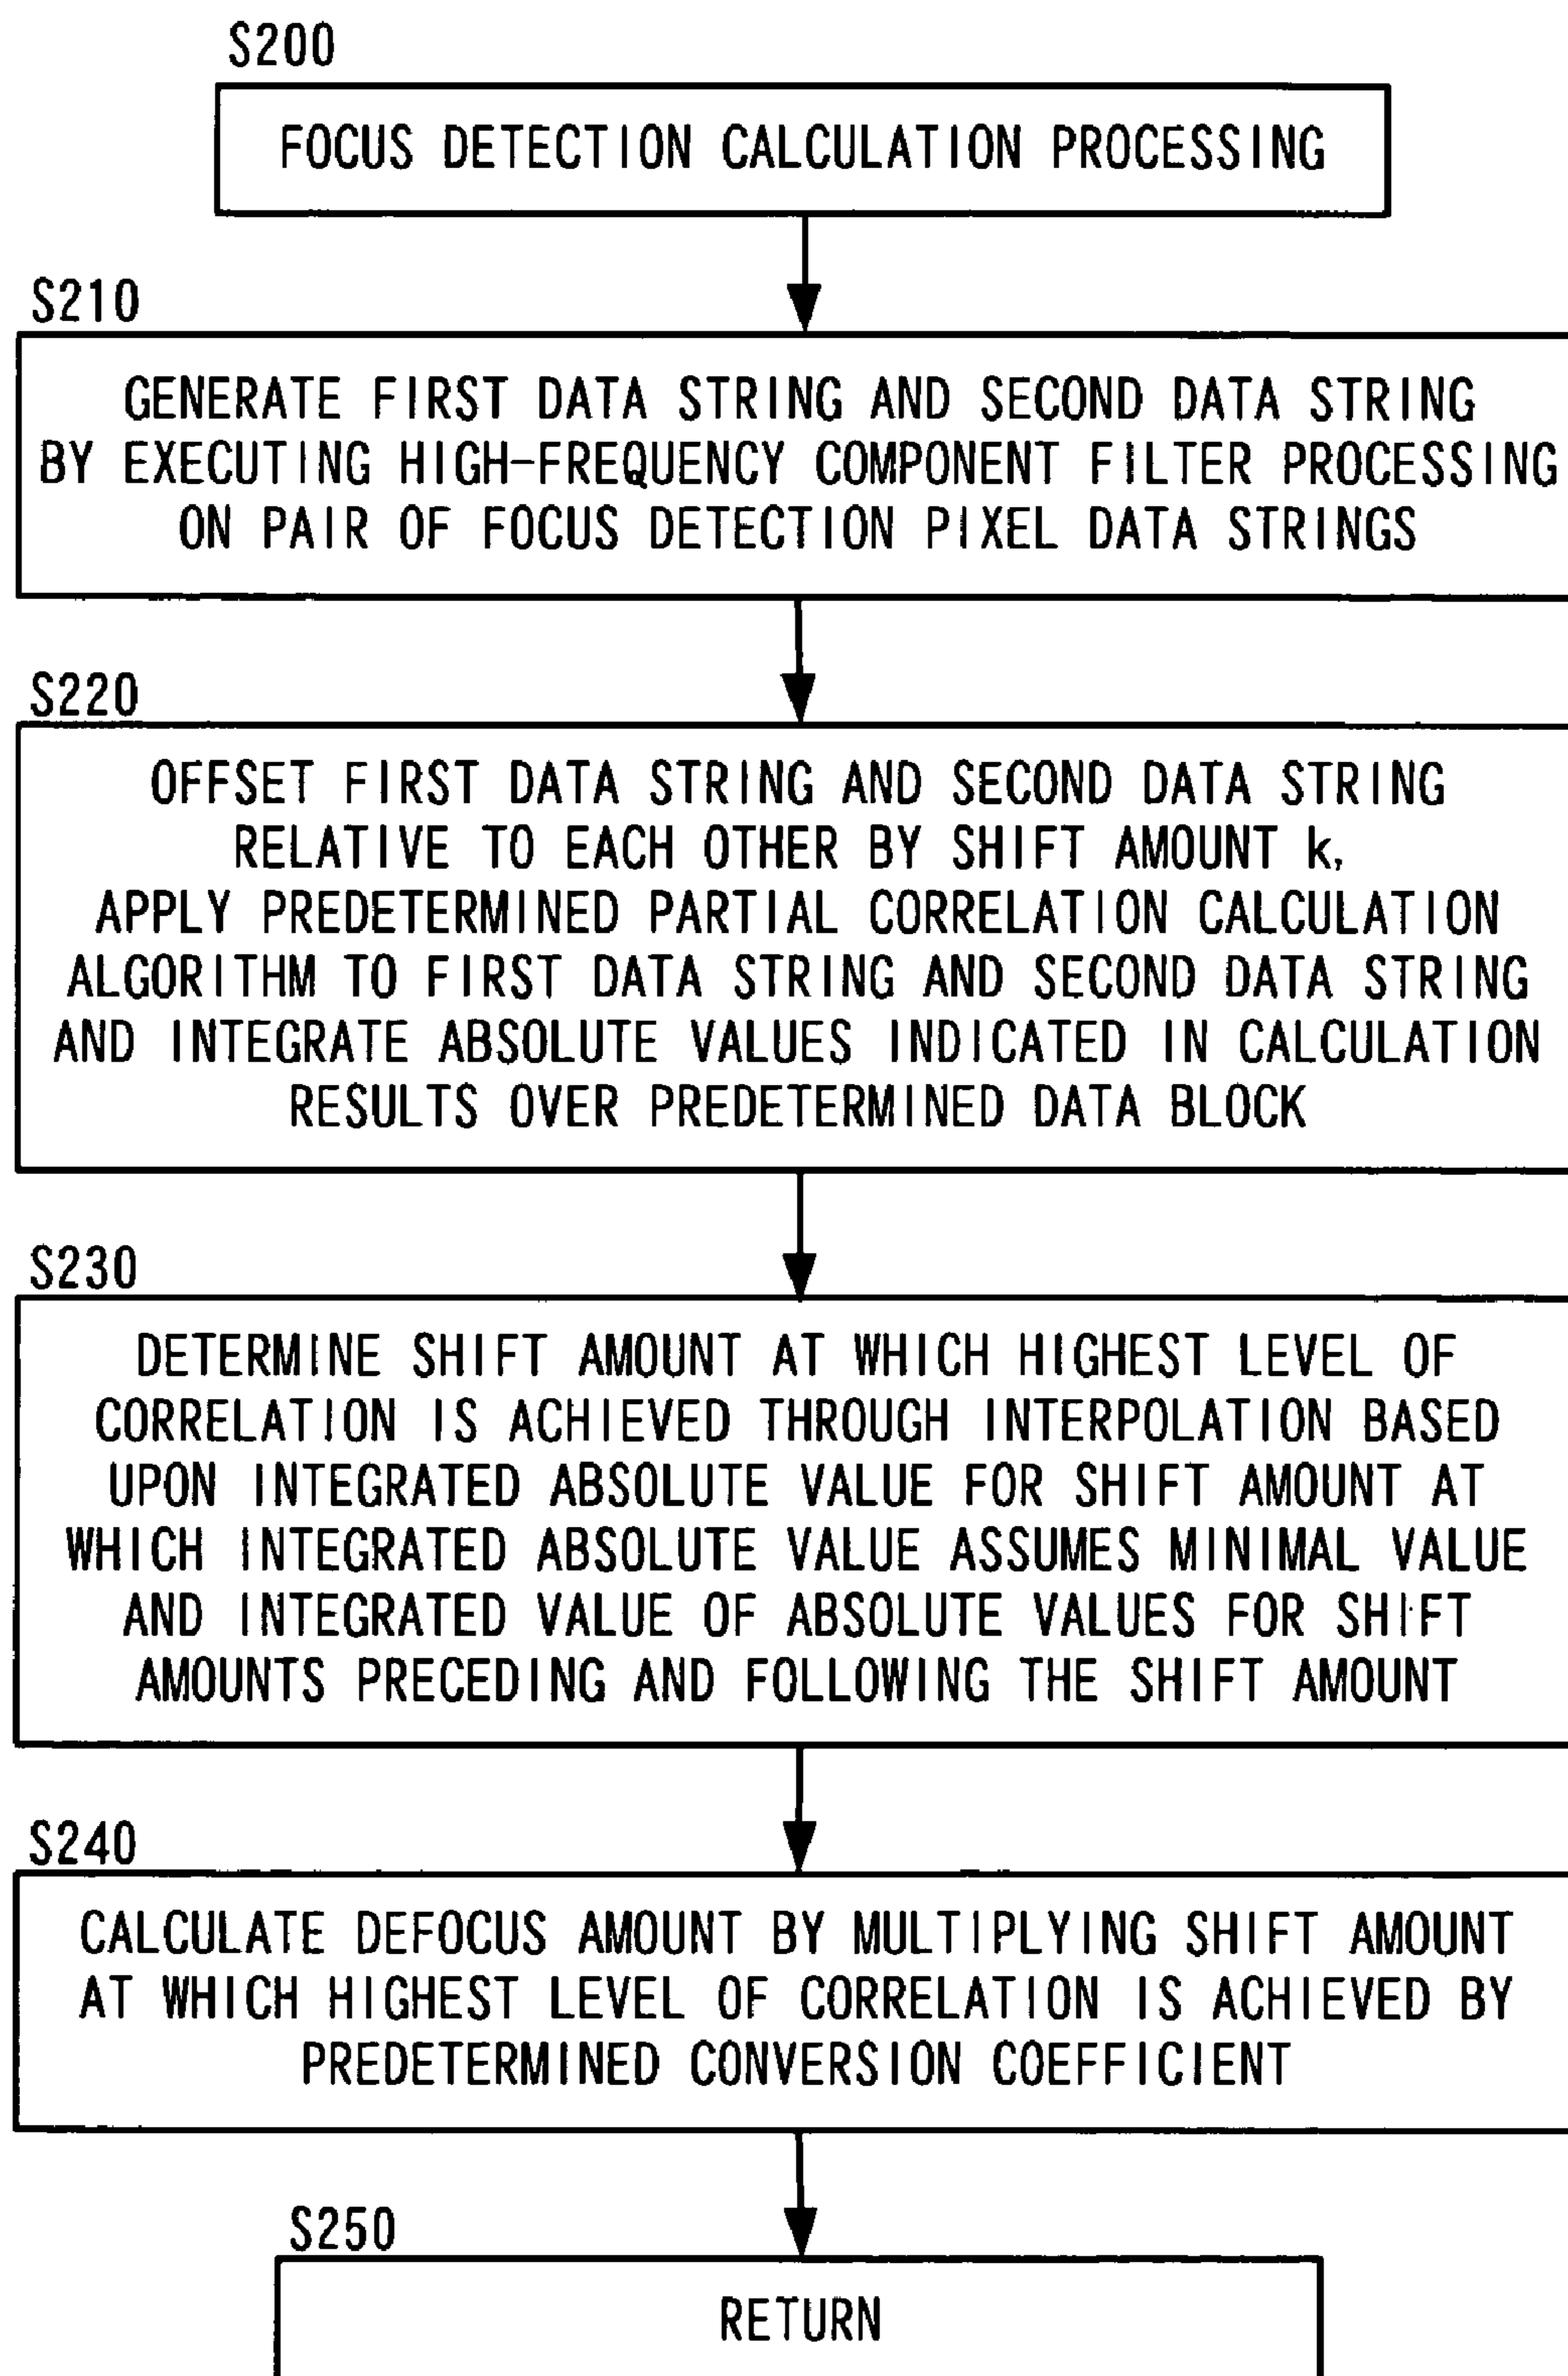 S200
FOCUS DETECTION CALCULATION PROCESSING
S210
GENERATE FIRST DATA STRING AND SECOND DATA STRING
BY EXECUTING HIGH-FREQUENCY COMPONENT FILTER PROCESSING
ON PAIR OF FOCUS DETECTION PIXEL DATA STRINGS
S220
OFFSET FIRST DATA STRING AND SECOND DATA STRING
RELATIVE TO EACH OTHER BY SHIFT AMOUNT k,
APPLY PREDETERMINED PARTIAL CORRELATION CALCULATION
ALGORITHM TO FIRST DATA STRING AND SECOND DATA STRING
AND INTEGRATE ABSOLUTE VALUES INDICATED IN CALCULATION
RESULTS OVER PREDETERMINED DATA BLOCK
S230
DETERMINE SHIFT AMOUNT AT WHICH HIGHEST LEVEL OF
CORRELATION IS ACHIEVED THROUGH INTERPOLATION BASED
UPON INTEGRATED ABSOLUTE VALUE FOR SHIFT AMOUNT AT
WHICH INTEGRATED ABSOLUTE VALUE ASSUMES MINIMAL VALUE
AND INTEGRATED VALUE OF ABSOLUTE VALUES FOR SHIFT
AMOUNTS PRECEDING AND FOLLOWING THE SHIFT AMOUNT
S240
CALCULATE DEFOCUS AMOUNT BY MULTIPLYING SHIFT AMOUNT
AT WHICH HIGHEST LEVEL OF CORRELATION IS ACHIEVED BY
PREDETERMINED CONVERSION COEFFICIENT
S250
RETURN